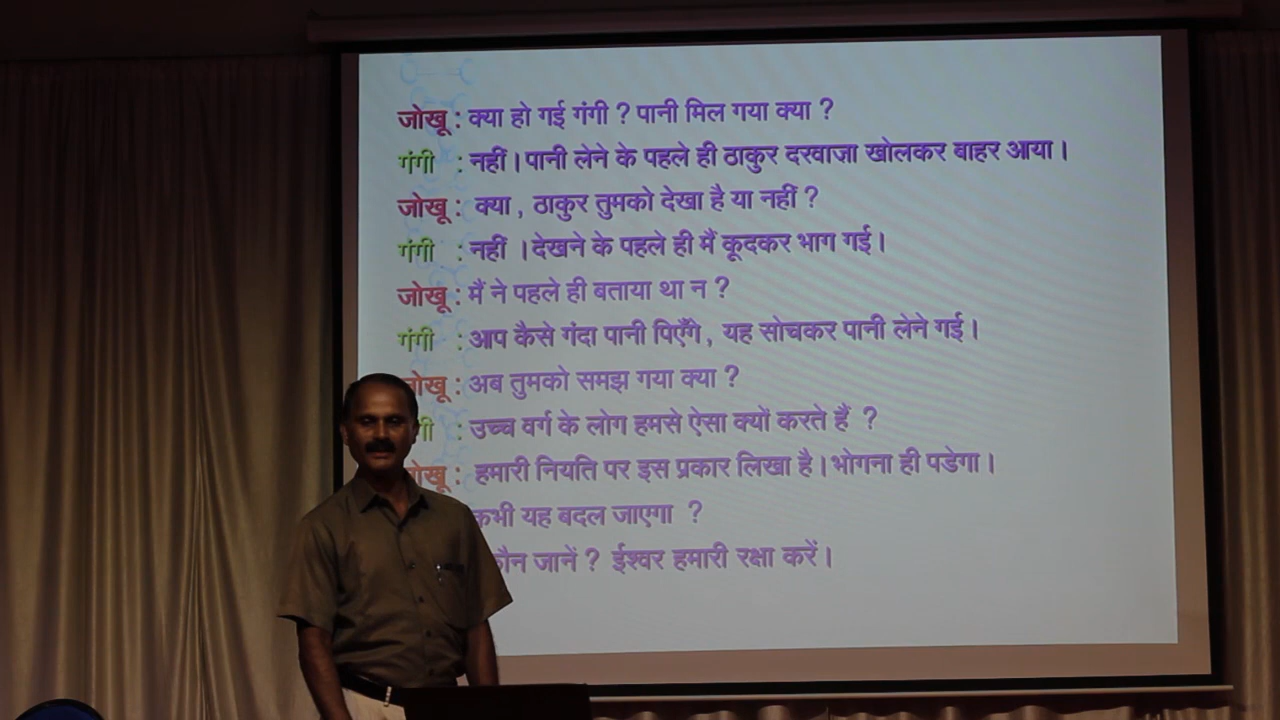 जोखू : क्या हो गई गंगी ? पानी मिल गया क्या ?
गंगी : नहीं । पानी लेने के पहले ही ठाकुर दरवाजा खोलकर बाहर आया ।
जोखू : क्या , ठाकुर तुमको देखा है या नहीं ?
गंगी : नहीं । देखने के पहले ही मैं कूदकर भाग गई ।
जोखू : मैं ने पहले ही बताया था न ?
गंगी : आप कैसे गंदा पानी पिएँगे , यह सोचकर पानी लेने गई ।
जोखू : अब तुमको समझ गया क्या ?
गी : उच्च वर्ग के लोग हमसे ऐसा क्यों करते हैं ?
जोखू : हमारी नियति पर इस प्रकार लिखा है । भोगना ही पडेगा ।
कभी यह बदल जाएगा ?
कौन जानें ? ईश्वर हमारी रक्षा करें ।